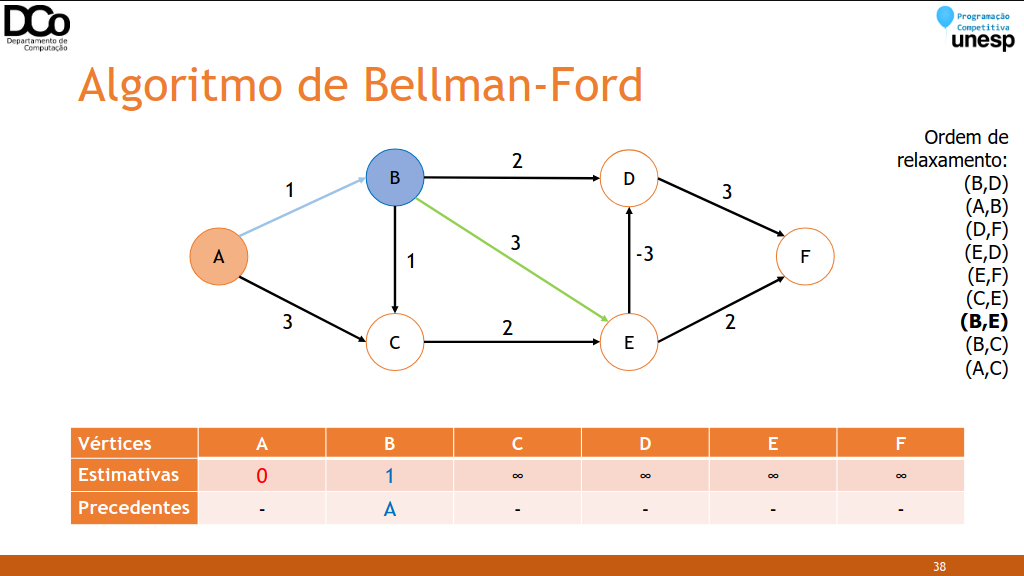 DCo
Departamento de
Computação
Programação
Competitiva
unesp
Algoritmo de Bellman-Ford
Ordem de
relaxamento:
(B,D)
(A,B)
(D,F)
(E,D)
(E,F)
(C,E)
(B,E)
(B,C)
(A,C)
A
B
C
D
E
F
1
3
2
1
3
2
-3
3
2
Vértices A B C D E F
Estimativas 0 1 ∞ ∞ ∞ ∞
Precedentes - A - - - -
38